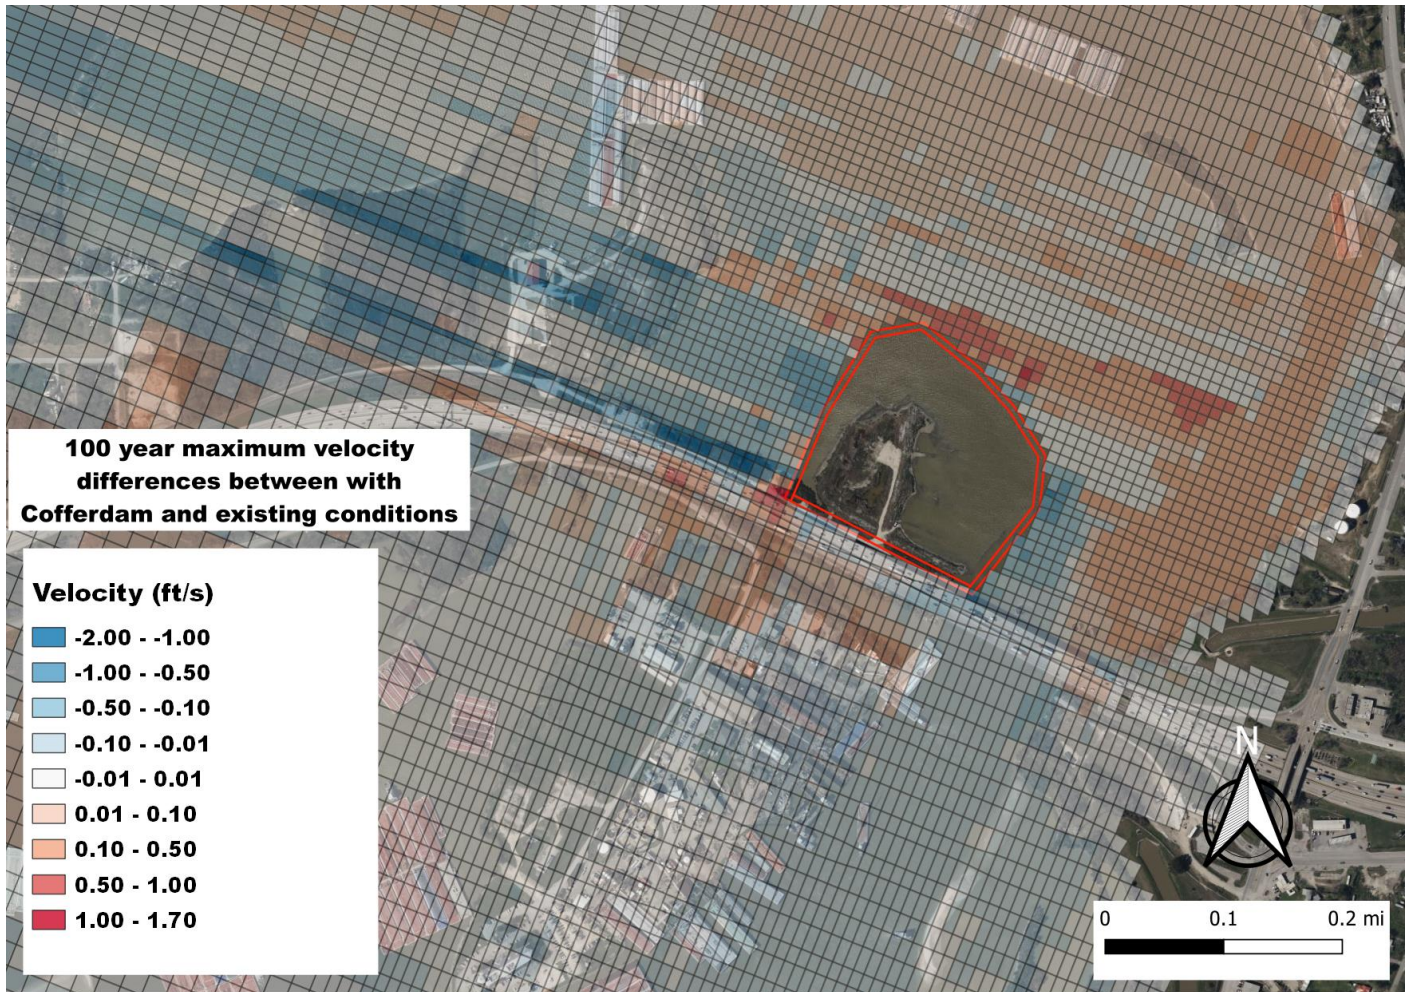 100 year maximum velocity
differences between with
Cofferdam and existing conditions
Velocity (ft/s)
-2.00 - -1.00
-1.00 - -0.50
-0.50 - -0.10
-0.10 - -0.01
-0.01 - 0.01
0.01 - 0.10
0.10 - 0.50
0.50 - 1.00
1.00 - 1.70
N
0 0.1 0.2 mi